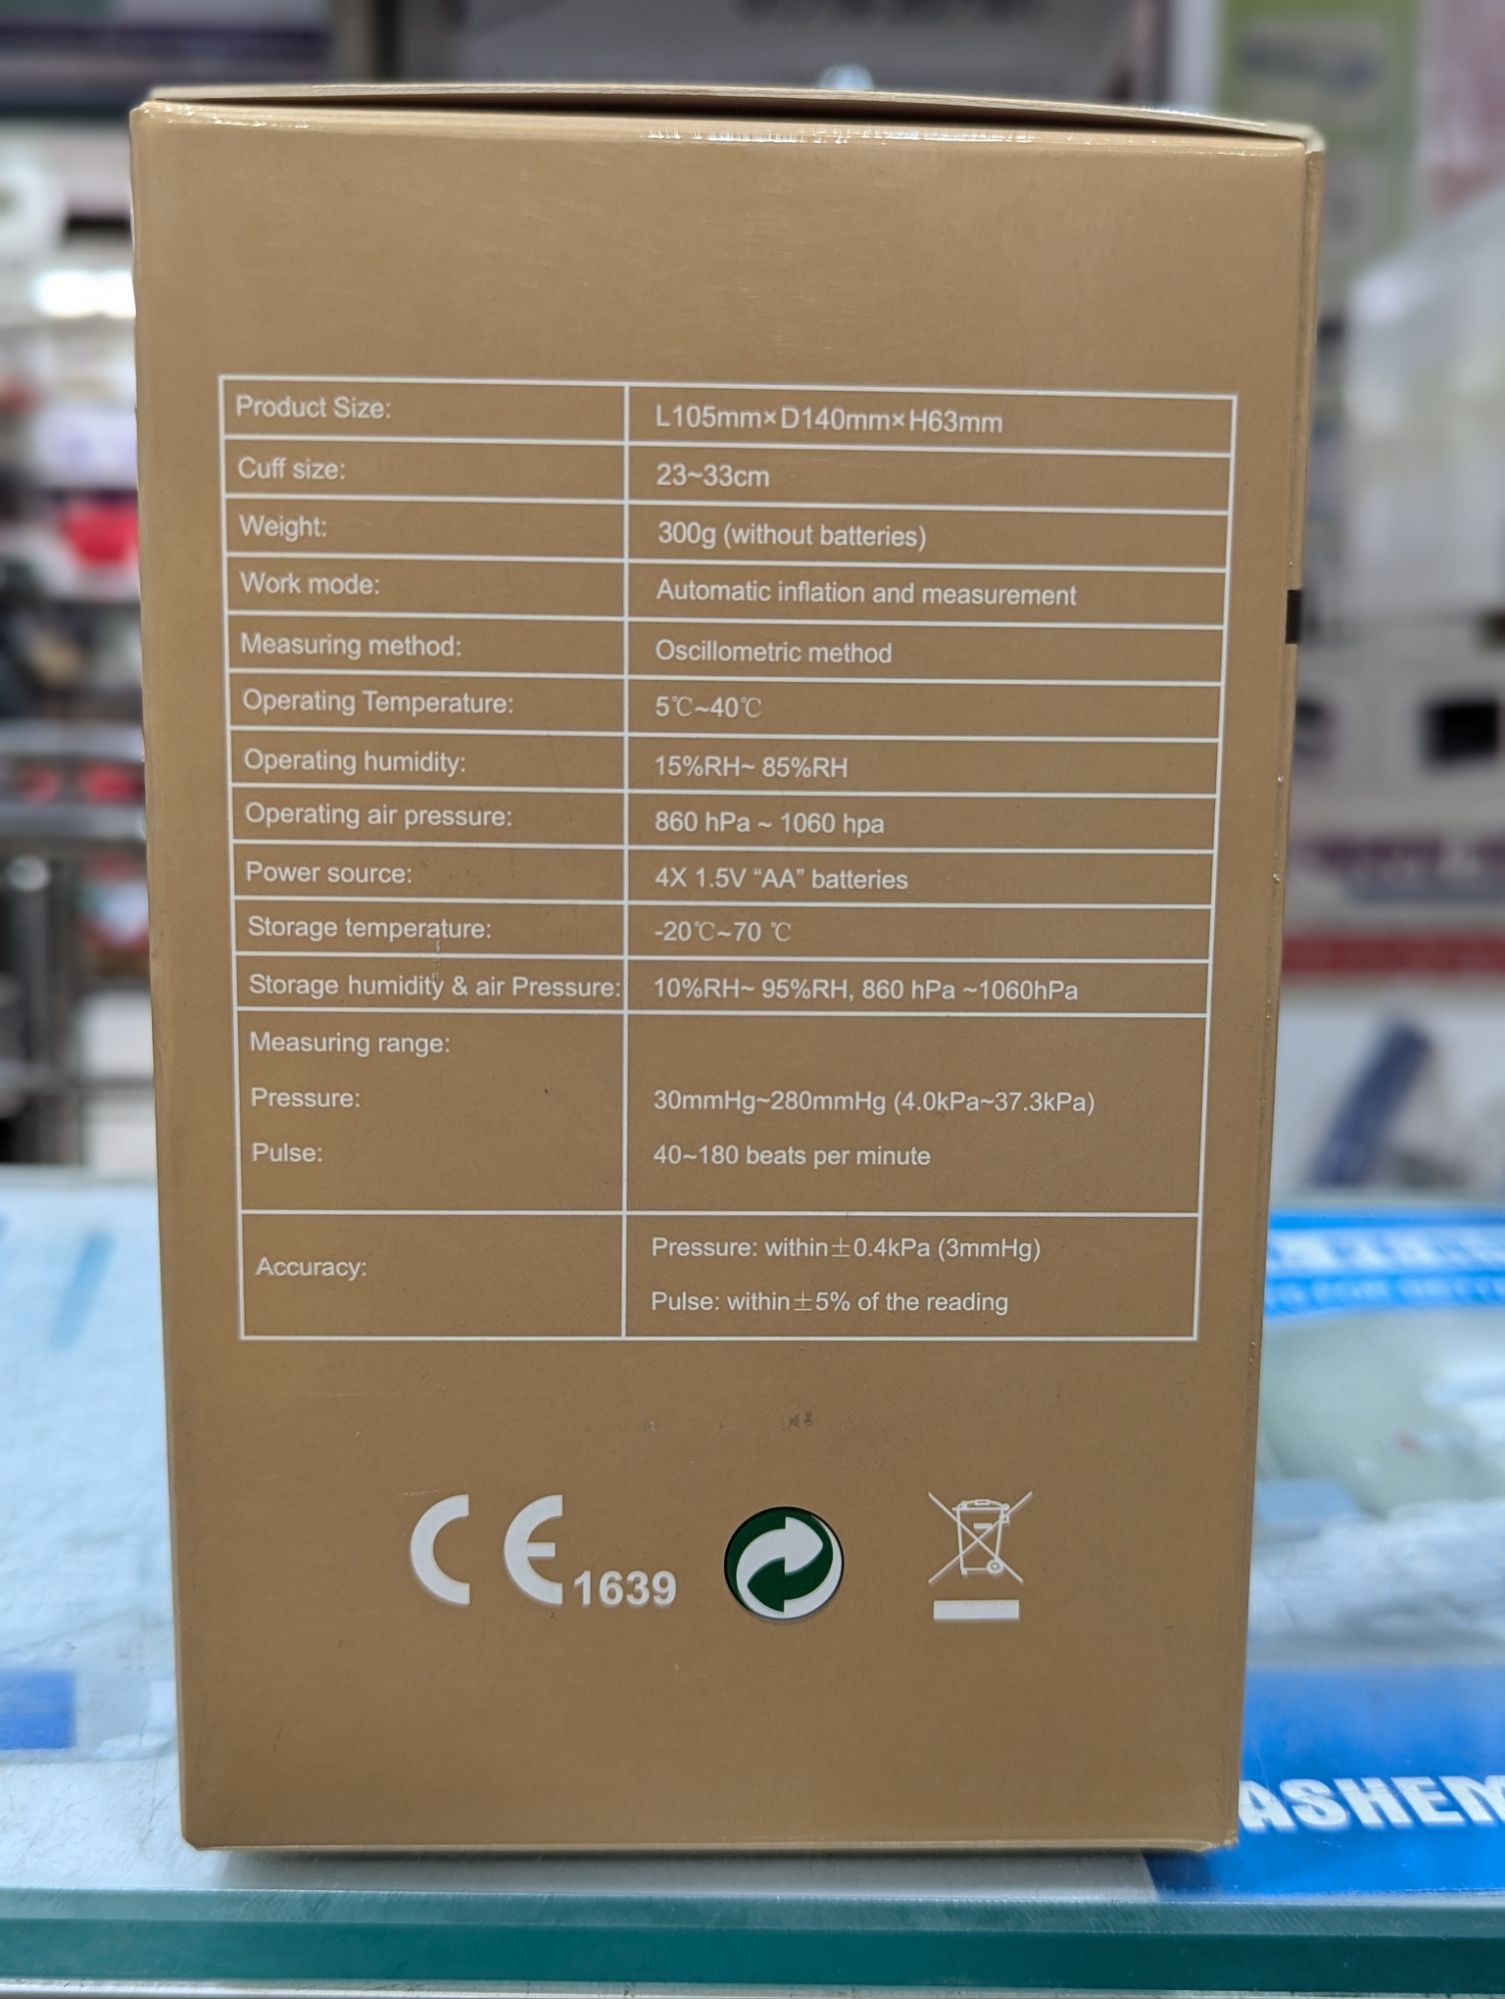 Product Size: L105mm×D140mm×H63mm
Cuff size: 23~33cm
Weight: 300g (without batteries)
Work mode: Automatic inflation and measurement
Measuring method: Oscillometric method
Operating Temperature: 5℃~40℃
Operating humidity: 15%RH~ 85%RH
Operating air pressure: 860 hPa ~ 1060 hpa
Power source: 4X 1.5V “AA” batteries
Storage temperature: -20℃~70 ℃
Storage humidity & air Pressure: 10%RH~ 95%RH, 860 hPa ~1060hPa
Measuring range:
Pressure: 30mmHg~280mmHg (4.0kPa~37.3kPa)
Pulse: 40~180 beats per minute
Accuracy: Pressure: within±0.4kPa (3mmHg)
Pulse: within±5% of the reading
CE 1639
ASHEM